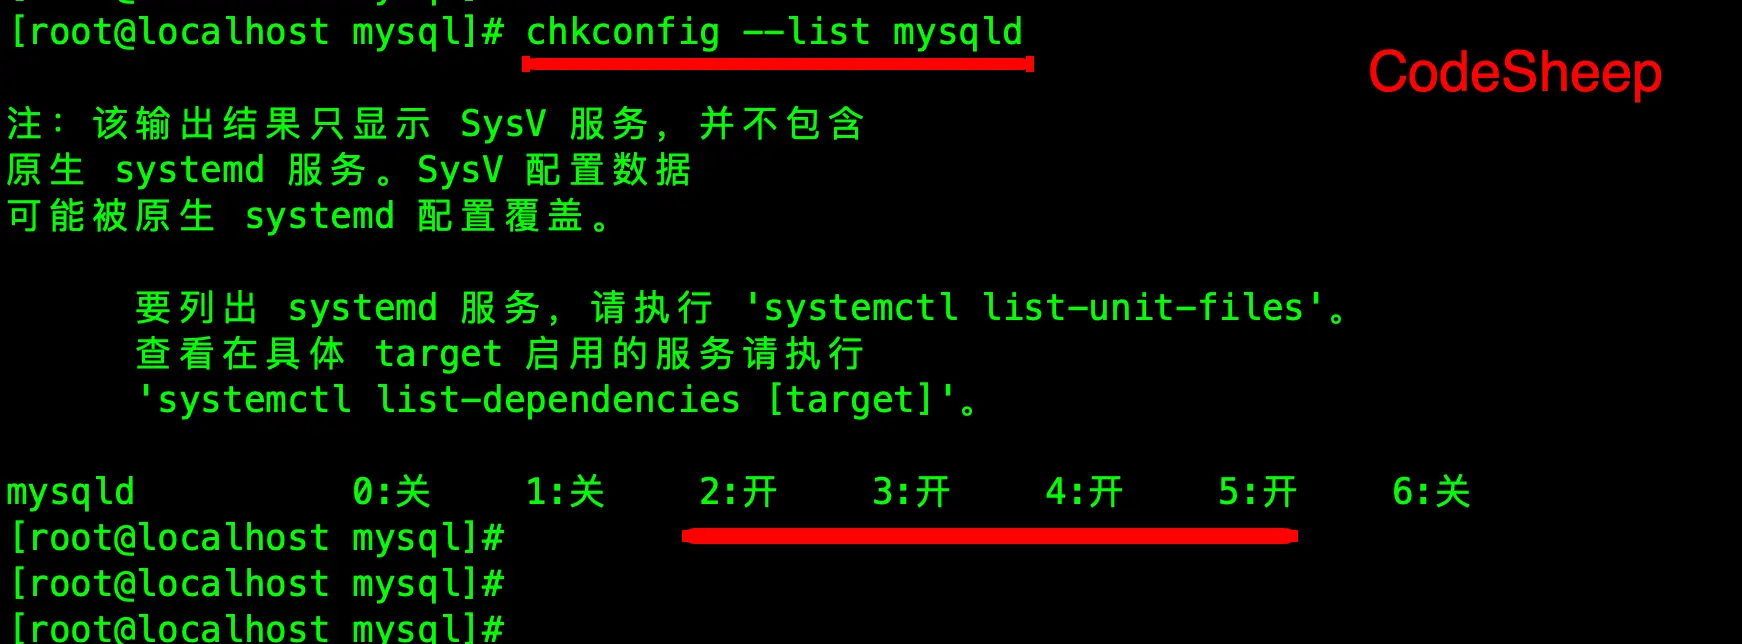 [root@localhost mysql]# chkconfig --list mysqld
CodeSheep
注：该输出结果只显示 SysV 服务，并不包含
原生 systemd 服务。SysV 配置数据
可能被原生 systemd 配置覆盖。
要列出 systemd 服务，请执行 'systemctl list-unit-files'。
查看在具体 target 启用的服务请执行
'systemctl list-dependencies [target]'。
mysqld 0:关 1:关 2:开 3:开 4:开 5:开 6:关
[root@localhost mysql]#
[root@localhost mysql]#
[root@localhost mysql]#